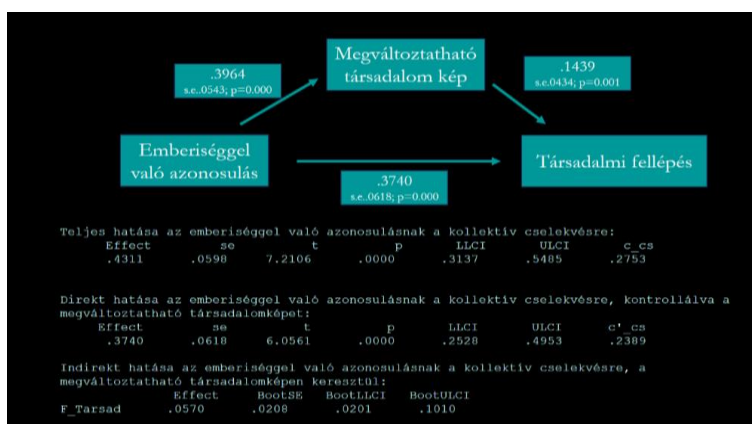 Megváltoztatható
társadalom kép
.3964
s.e..0543; p=0.000
.1439
s.e.0434; p=0.001
Emberiséggel
való azonosulás
Társadalmi fellépés
.3740
s.e..0618; p=0.000
Teljes hatása az emberiséggel való azonosulásnak a kollektív cselekvésre:
Effect se t p LLCI ULCI c_cs
.4311 .0598 7.2106 .0000 .3137 .5485 .2753
Direkt hatása az emberiséggel való azonosulásnak a kollektív cselekvésre, kontrollálva a
megváltoztatható társadalomképet:
Effect se t p LLCI ULCI c'_cs
.3740 .0618 6.0561 .0000 .2528 .4953 .2389
Indirekt hatása az emberiséggel való azonosulásnak a kollektív cselekvésre, a
megváltoztatható társadalomképen keresztül:
Effect BootSE BootLLCI BootULCI
F_Tarsad .0570 .0208 .0201 .1010